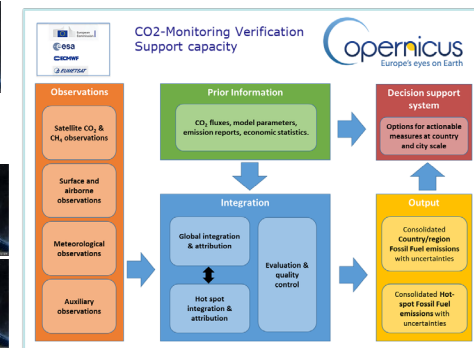 CO2-Monitoring Verification
Support capacity
esa
ECMWF
EUMETSAT
opernicus
Europe's eyes on Earth
Observations
Satellite CO₂ &
CH₄ observations
Surface and
airborne
observations
Meteorological
observations
Auxiliary
observations
Prior Information
CO₂ fluxes, model parameters,
emission reports, economic statistics.
Integration
Global integration
& attribution
Hot spot
integration &
attribution
Evaluation &
quality
control
Decision support
system
Options for actionable
measures at country
and city scale
Output
Consolidated
Country/region
Fossil Fuel emissions
with uncertainties
Consolidated Hot-
spot Fossil Fuel
emissions with
uncertainties